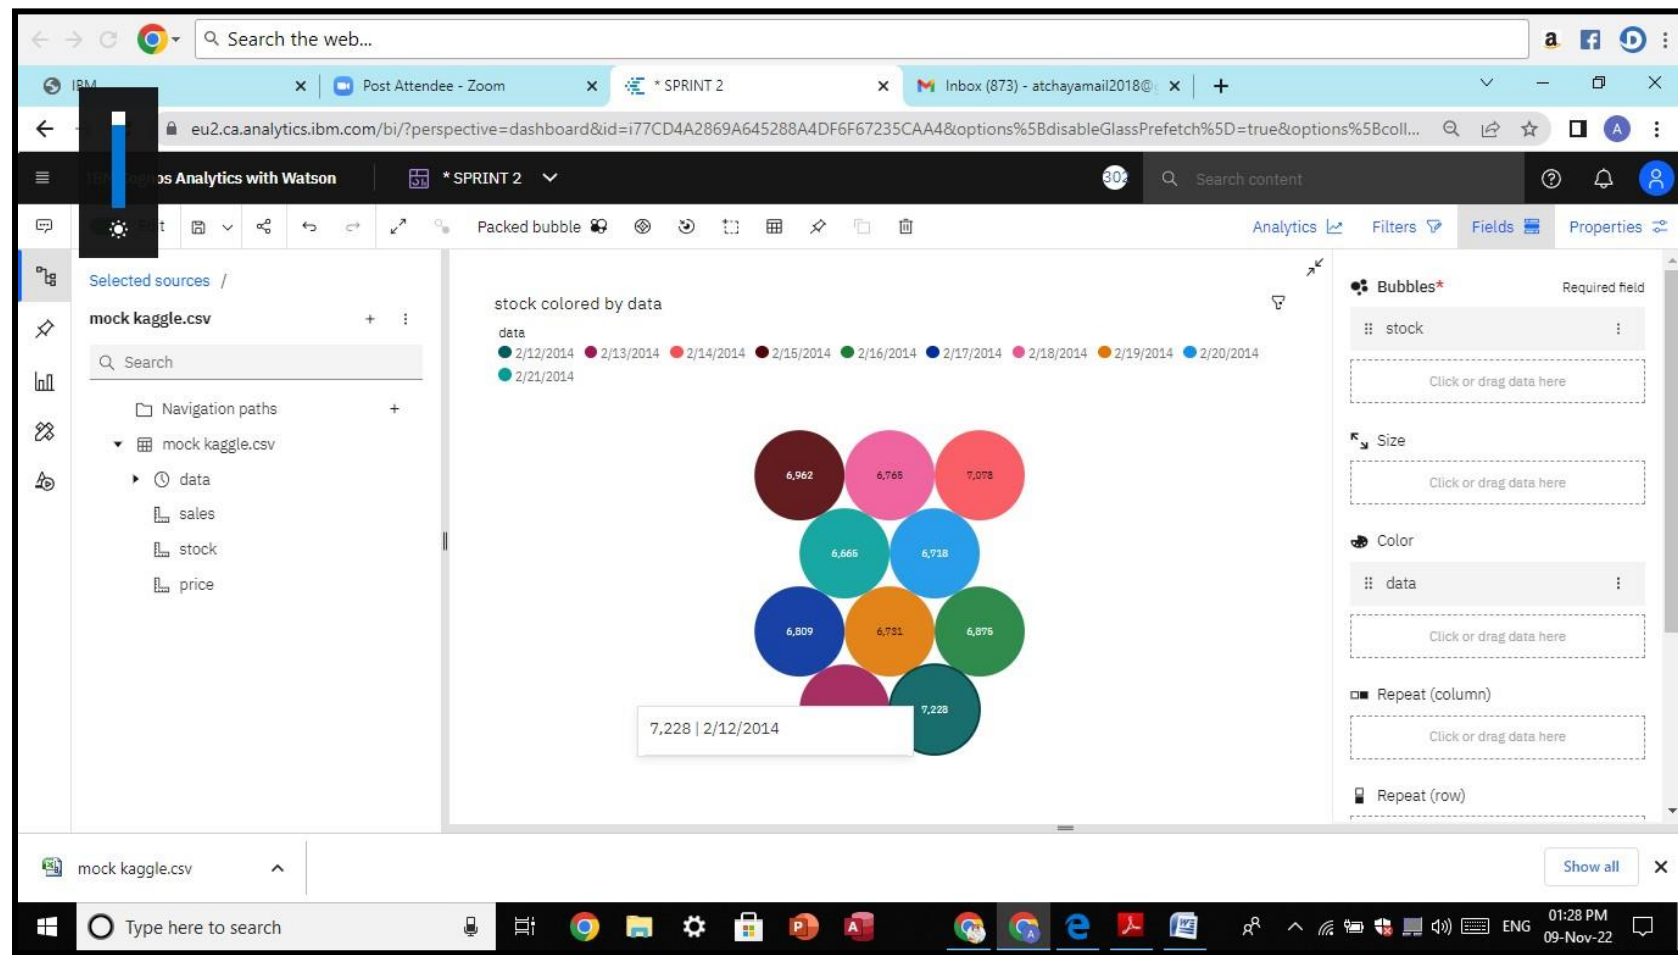 Search the web...
IBM
Post Attendee - Zoom
* SPRINT 2
Inbox (873) - atchayamail2018@
eu2.ca.analytics.ibm.com/bi/?perspective=dashboard&id=i77CD4A2869A645288A4DF6F67235CAA4&options%5BdisableGlassPrefetch%5D=true&options%5Bcoll...
A
os Analytics with Watson
* SPRINT 2
302
Search content
Packed bubble
Analytics
Filters
Fields
Properties
Selected sources /
mock kaggle.csv
Search
Navigation paths
mock kaggle.csv
data
sales
stock
price
stock colored by data
data
2/12/2014 2/13/2014 2/14/2014 2/15/2014 2/16/2014 2/17/2014 2/18/2014 2/19/2014 2/20/2014
2/21/2014
6,962 6,765 7,078
6,665 6,718
6,809 6,731 6,875
7,228
7,228 | 2/12/2014
Bubbles* Required field
stock
Click or drag data here
Size
Click or drag data here
Color
data
Click or drag data here
Repeat (column)
Click or drag data here
Repeat (row)
mock kaggle.csv
Show all
Type here to search
ENG
01:28 PM
09-Nov-22